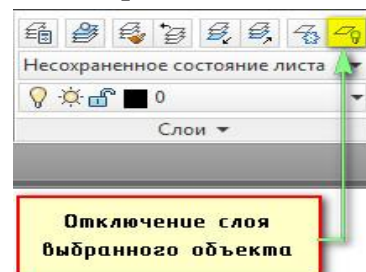 Несохраненное состояние листа
0
Слои
Отключение слоя
выбранного объекта